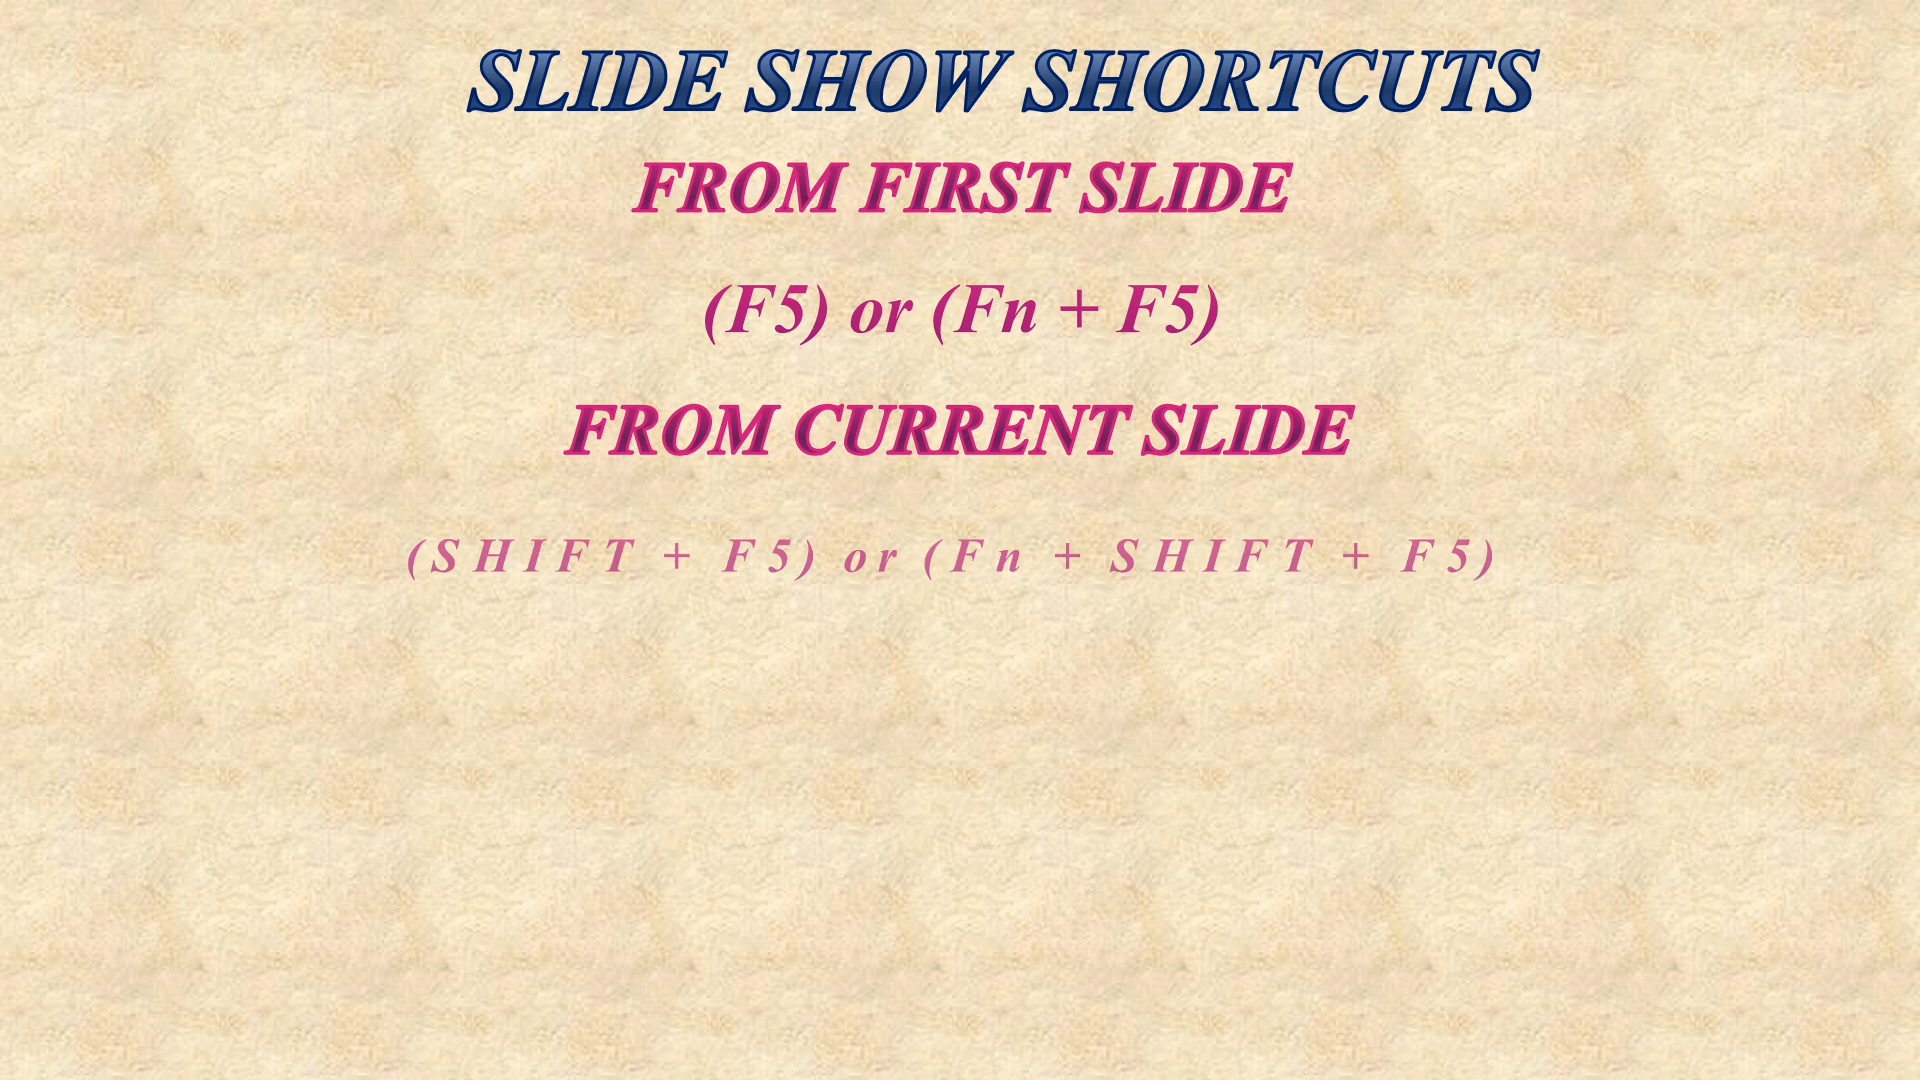 SLIDE SHOW SHORTCUTS
FROM FIRST SLIDE
(F5) or (Fn + F5)
FROM CURRENT SLIDE
(SHIFT + F5) or (Fn + SHIFT + F5)